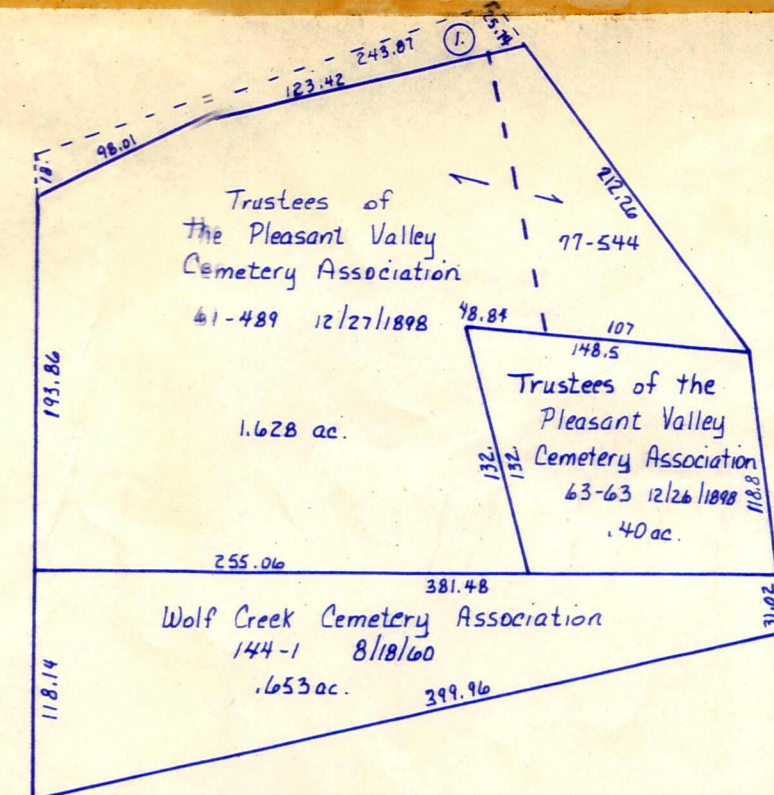 25.74
1.
243.87
123.42
98.01
18.
Trustees of
the Pleasant Valley
Cemetery Association
61-489 12/27/1898
212.26
77-544
193.86
48.84
107
148.5
1.628 ac.
132.
132.
Trustees of the
Pleasant Valley
Cemetery Association
63-63 12/26/1898
.40 ac.
118.8
255.06
381.48
31.02
Wolf Creek Cemetery Association
144-1 8/18/60
.653 ac.
118.14
399.96